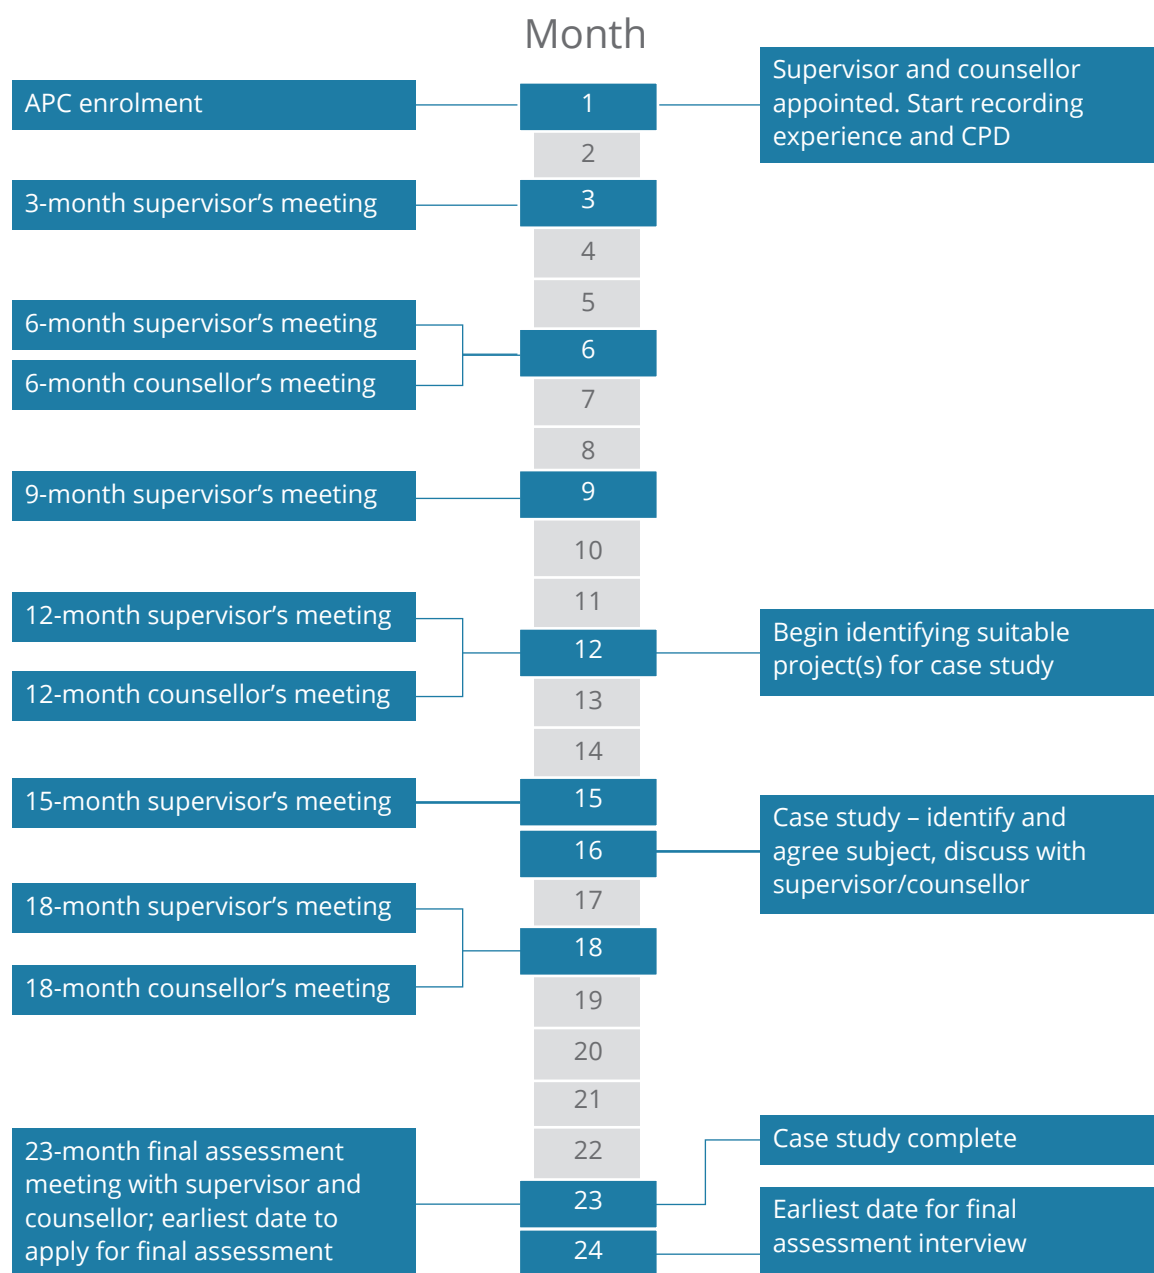 Month
APC enrolment
1
Supervisor and counsellor
appointed. Start recording
experience and CPD
2
3-month supervisor’s meeting
3
4
5
6-month supervisor’s meeting
6-month counsellor’s meeting
6
7
8
9-month supervisor’s meeting
9
10
11
12-month supervisor’s meeting
12-month counsellor’s meeting
12
Begin identifying suitable
project(s) for case study
13
14
15-month supervisor’s meeting
15
16
Case study – identify and
agree subject, discuss with
supervisor/counsellor
17
18-month supervisor’s meeting
18-month counsellor’s meeting
18
19
20
21
22
23-month final assessment
meeting with supervisor and
counsellor; earliest date to
apply for final assessment
23
Case study complete
24
Earliest date for final
assessment interview